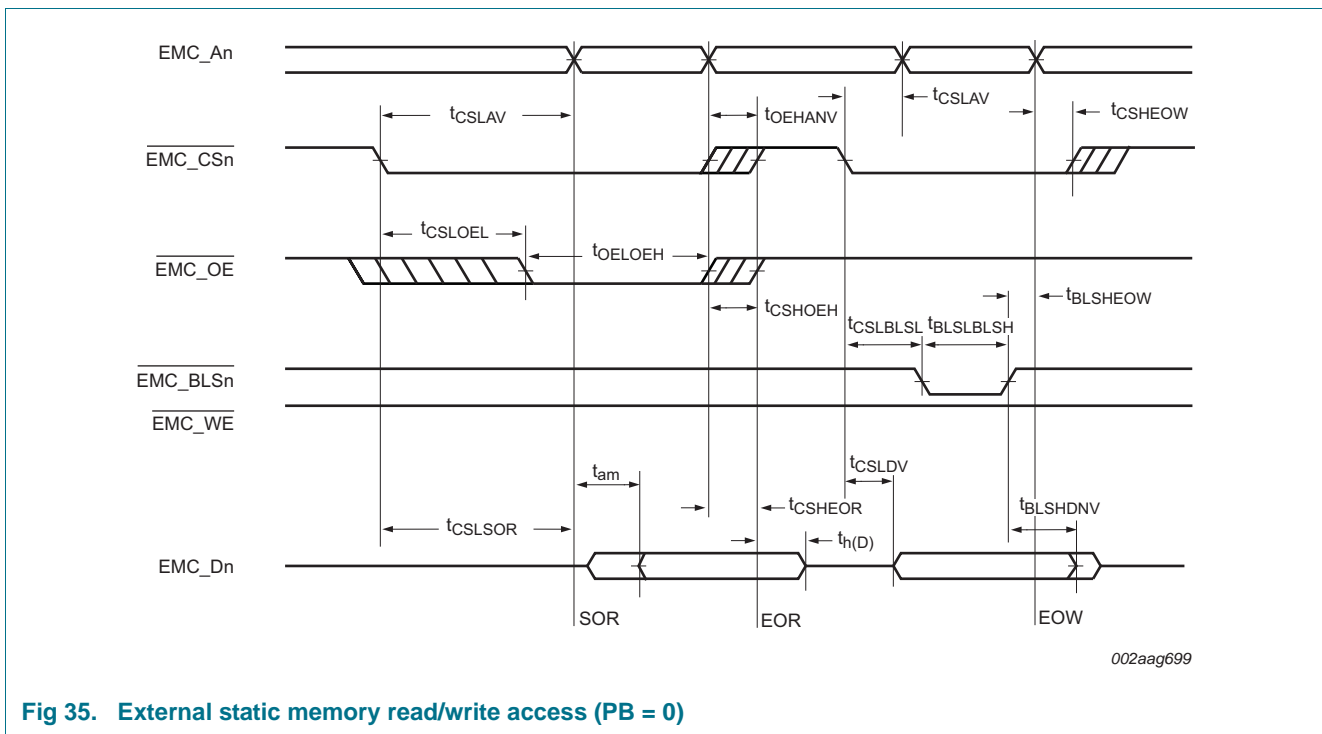 EMC_An
tCSLAV
tOEHANV
tCSLAV
tCSHEOW
EMC_CSn
tCSLOEL
tOELOEH
EMC_OE
tCSHOEH
tBLSHEOW
tCSLBLSL
tBLSLBLSH
EMC_BLSn
EMC_WE
tam
tCSLDV
tCSHEOR
tBLSHDNV
tCSLSOR
th(D)
EMC_Dn
SOR
EOR
EOW
002aag699
Fig 35. External static memory read/write access (PB = 0)